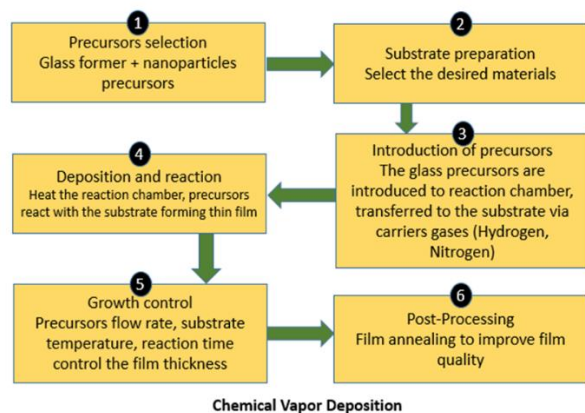 1
Precursors selection
Glass former + nanoparticles
precursors
2
Substrate preparation
Select the desired materials
3
Introduction of precursors
The glass precursors are
introduced to reaction chamber,
transferred to the substrate via
carriers gases (Hydrogen,
Nitrogen)
4
Deposition and reaction
Heat the reaction chamber, precursors
react with the substrate forming thin film
5
Growth control
Precursors flow rate, substrate
temperature, reaction time
control the film thickness
6
Post-Processing
Film annealing to improve film
quality
Chemical Vapor Deposition